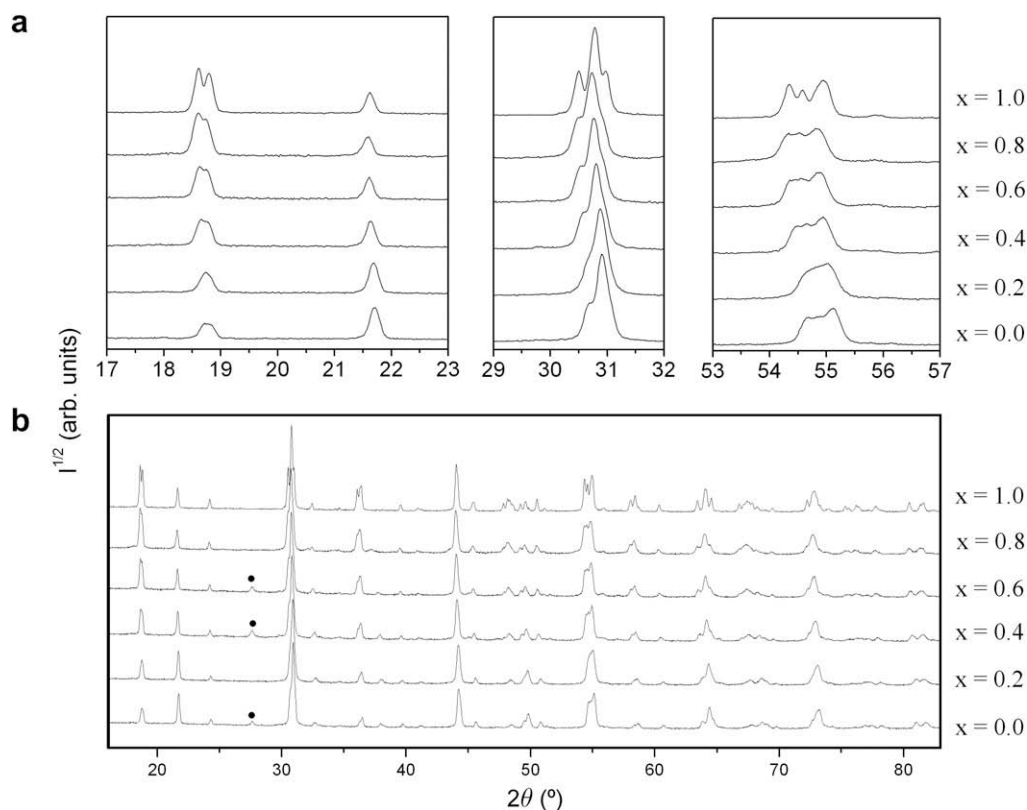 a
x = 1.0
x = 0.8
x = 0.6
x = 0.4
x = 0.2
x = 0.0
17 18 19 20 21 22 23
29 30 31 32
53 54 55 56 57
I^{1/2} (arb. units)
b
x = 1.0
x = 0.8
x = 0.6
x = 0.4
x = 0.2
x = 0.0
20 30 40 50 60 70 80
2θ (º)